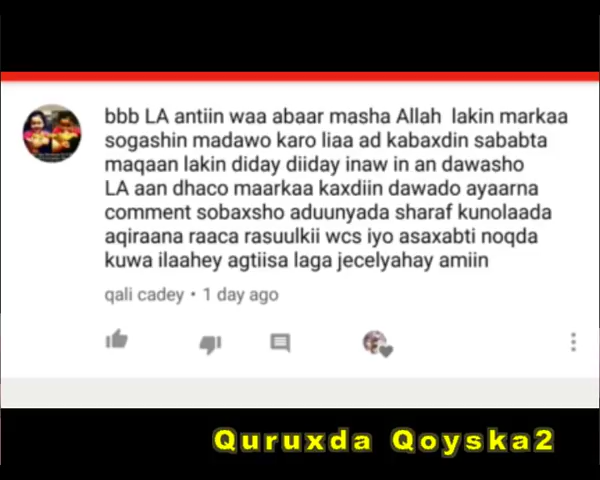 bbb LA antiin waa abaar masha Allah lakin markaa
sogashin madawo karo liaa ad kabaxdin sababta
maqaan lakin diday diiday inaw in an dawasho
LA aan dhaco maarkaa kaxdiin dawado ayaarna
comment sobaxsho aduunyada sharaf kunolaada
aqiraana raaca rasuulkii wcs iyo asaxabti noqda
kuwa ilaahey agtiisa laga jecelyahay amiin
qali cadey • 1 day ago
Quruxda Qoyska2